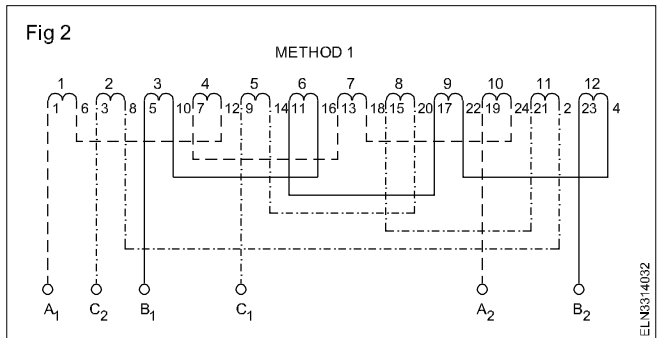 Fig 2
METHOD 1
1 2 3 4 5 6 7 8 9 10 11 12
1 6 3 8 5 10 7 12 9 14 11 16 13 18 15 20 17 22 19 24 21 2 23 4
A1 C2 B1 C1 A2 B2
ELN3314032